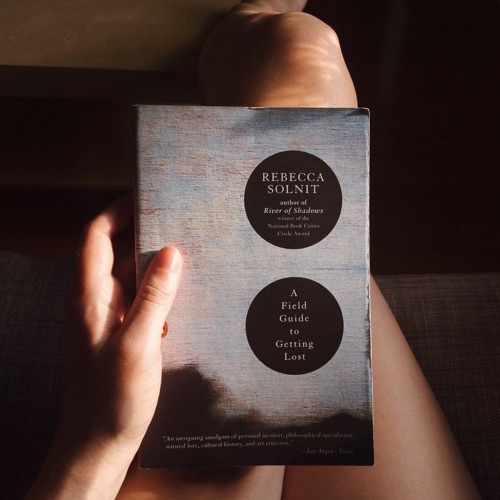 REBECCA
SOLNIT
author of
River of Shadows
winner of the
National Book Critics
Circle Award
A
Field
Guide
to
Getting
Lost
"An intriguing amalgam of personal memoir, philosophical speculation,
natural lore, cultural history, and art criticism."
—Los Angeles Times